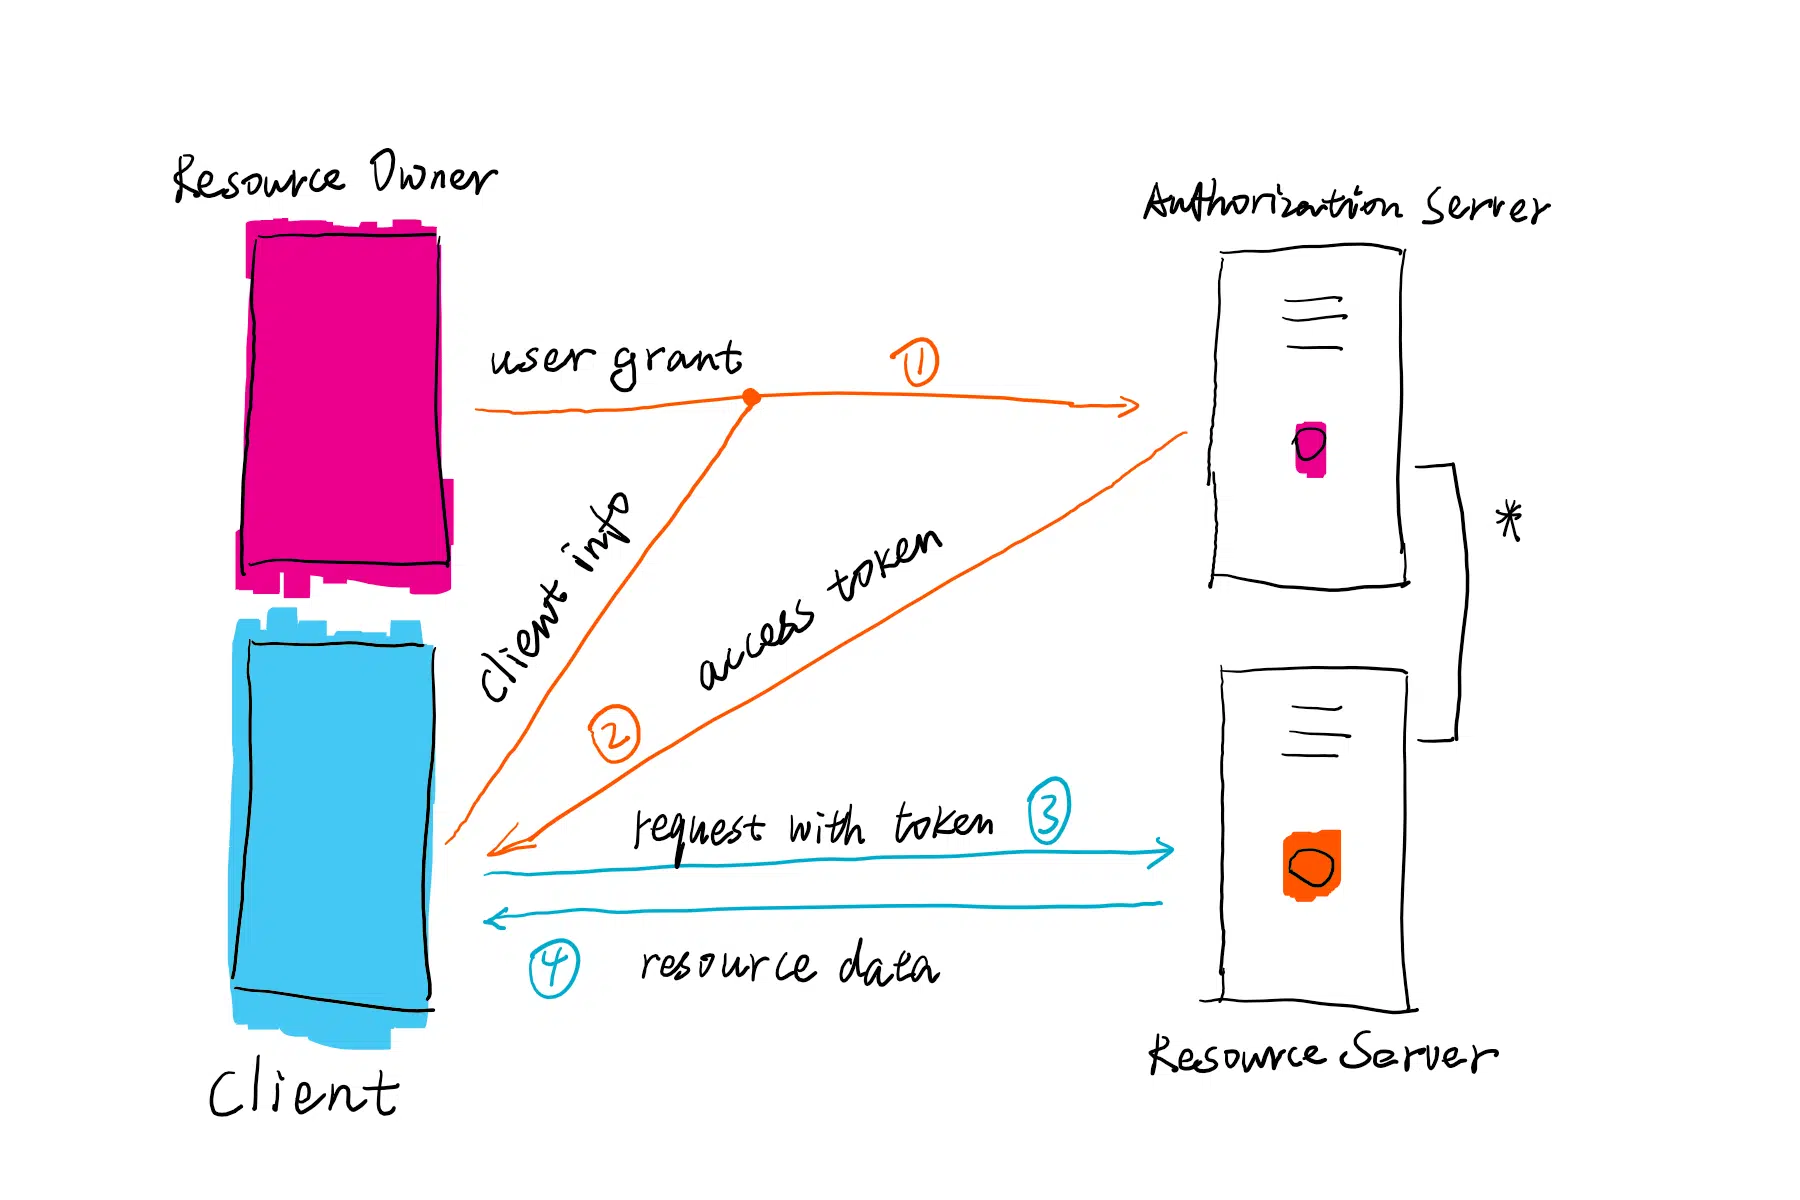 Resource Owner
Authorization Server
user grant
①
client info
access token
*
②
request with token ③
④ resource data
Resource Server
Client